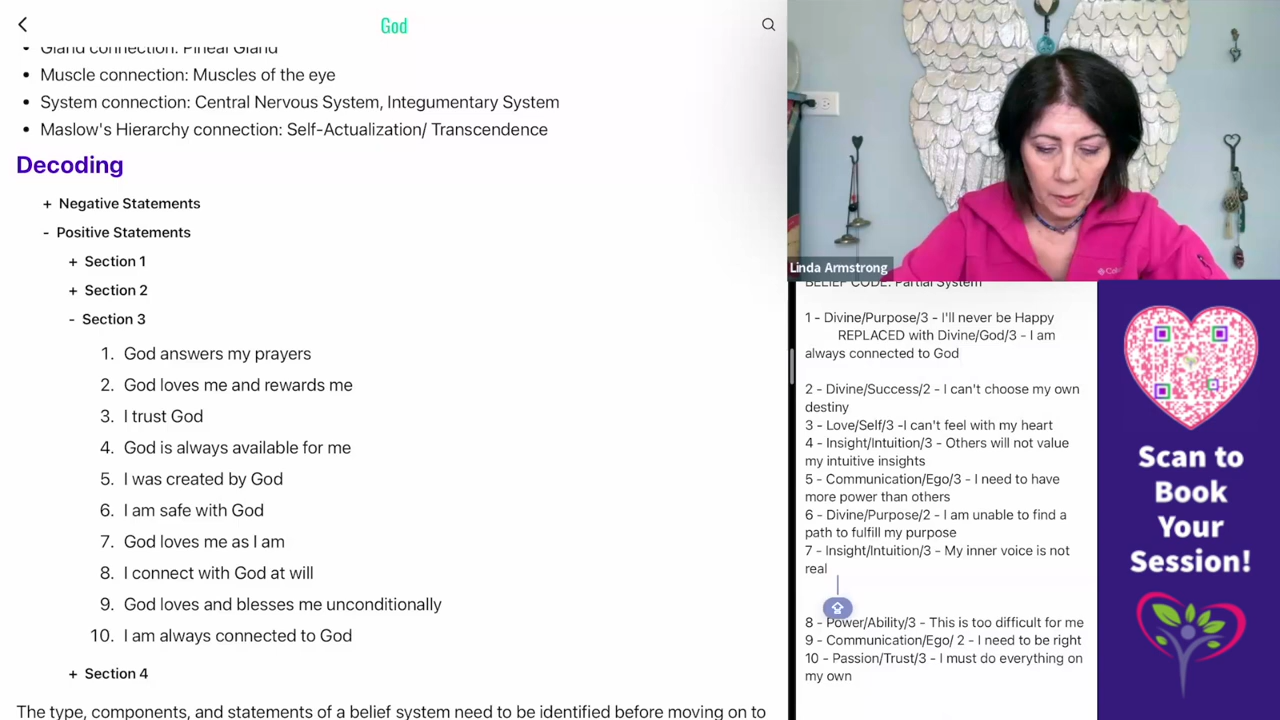 God
Gland connection: Pineal Gland
Muscle connection: Muscles of the eye
System connection: Central Nervous System, Integumentary System
Maslow's Hierarchy connection: Self-Actualization/ Transcendence
Decoding
+ Negative Statements
- Positive Statements
+ Section 1
+ Section 2
- Section 3
1. God answers my prayers
2. God loves me and rewards me
3. I trust God
4. God is always available for me
5. I was created by God
6. I am safe with God
7. God loves me as I am
8. I connect with God at will
9. God loves and blesses me unconditionally
10. I am always connected to God
+ Section 4
The type, components, and statements of a belief system need to be identified before moving on to
Linda Armstrong
BELIEF CODE: Partial System
1 - Divine/Purpose/3 - I'll never be Happy
REPLACED with Divine/God/3 - I am
always connected to God
2 - Divine/Success/2 - I can't choose my own
destiny
3 - Love/Self/3 -I can't feel with my heart
4 - Insight/Intuition/3 - Others will not value
my intuitive insights
5 - Communication/Ego/3 - I need to have
more power than others
6 - Divine/Purpose/2 - I am unable to find a
path to fulfill my purpose
7 - Insight/Intuition/3 - My inner voice is not
real
8 - Power/Ability/3 - This is too difficult for me
9 - Communication/Ego/ 2 - I need to be right
10 - Passion/Trust/3 - I must do everything on
my own
Scan to
Book
Your
Session!